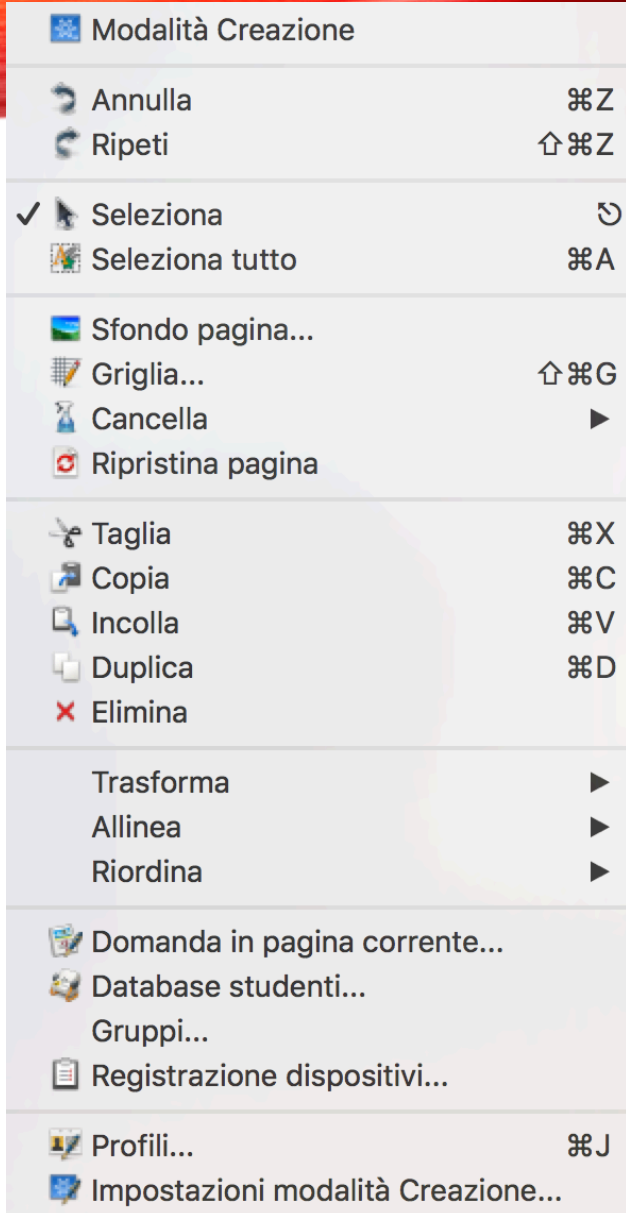 Modalità Creazione
Annulla ⌘Z
Ripeti ⇧⌘Z
Seleziona ⎋
Seleziona tutto ⌘A
Sfondo pagina...
Griglia... ⇧⌘G
Cancella ▶
Ripristina pagina
Taglia ⌘X
Copia ⌘C
Incolla ⌘V
Duplica ⌘D
Elimina
Trasforma ▶
Allinea ▶
Riordina ▶
Domanda in pagina corrente...
Database studenti...
Gruppi...
Registrazione dispositivi...
Profili... ⌘J
Impostazioni modalità Creazione...